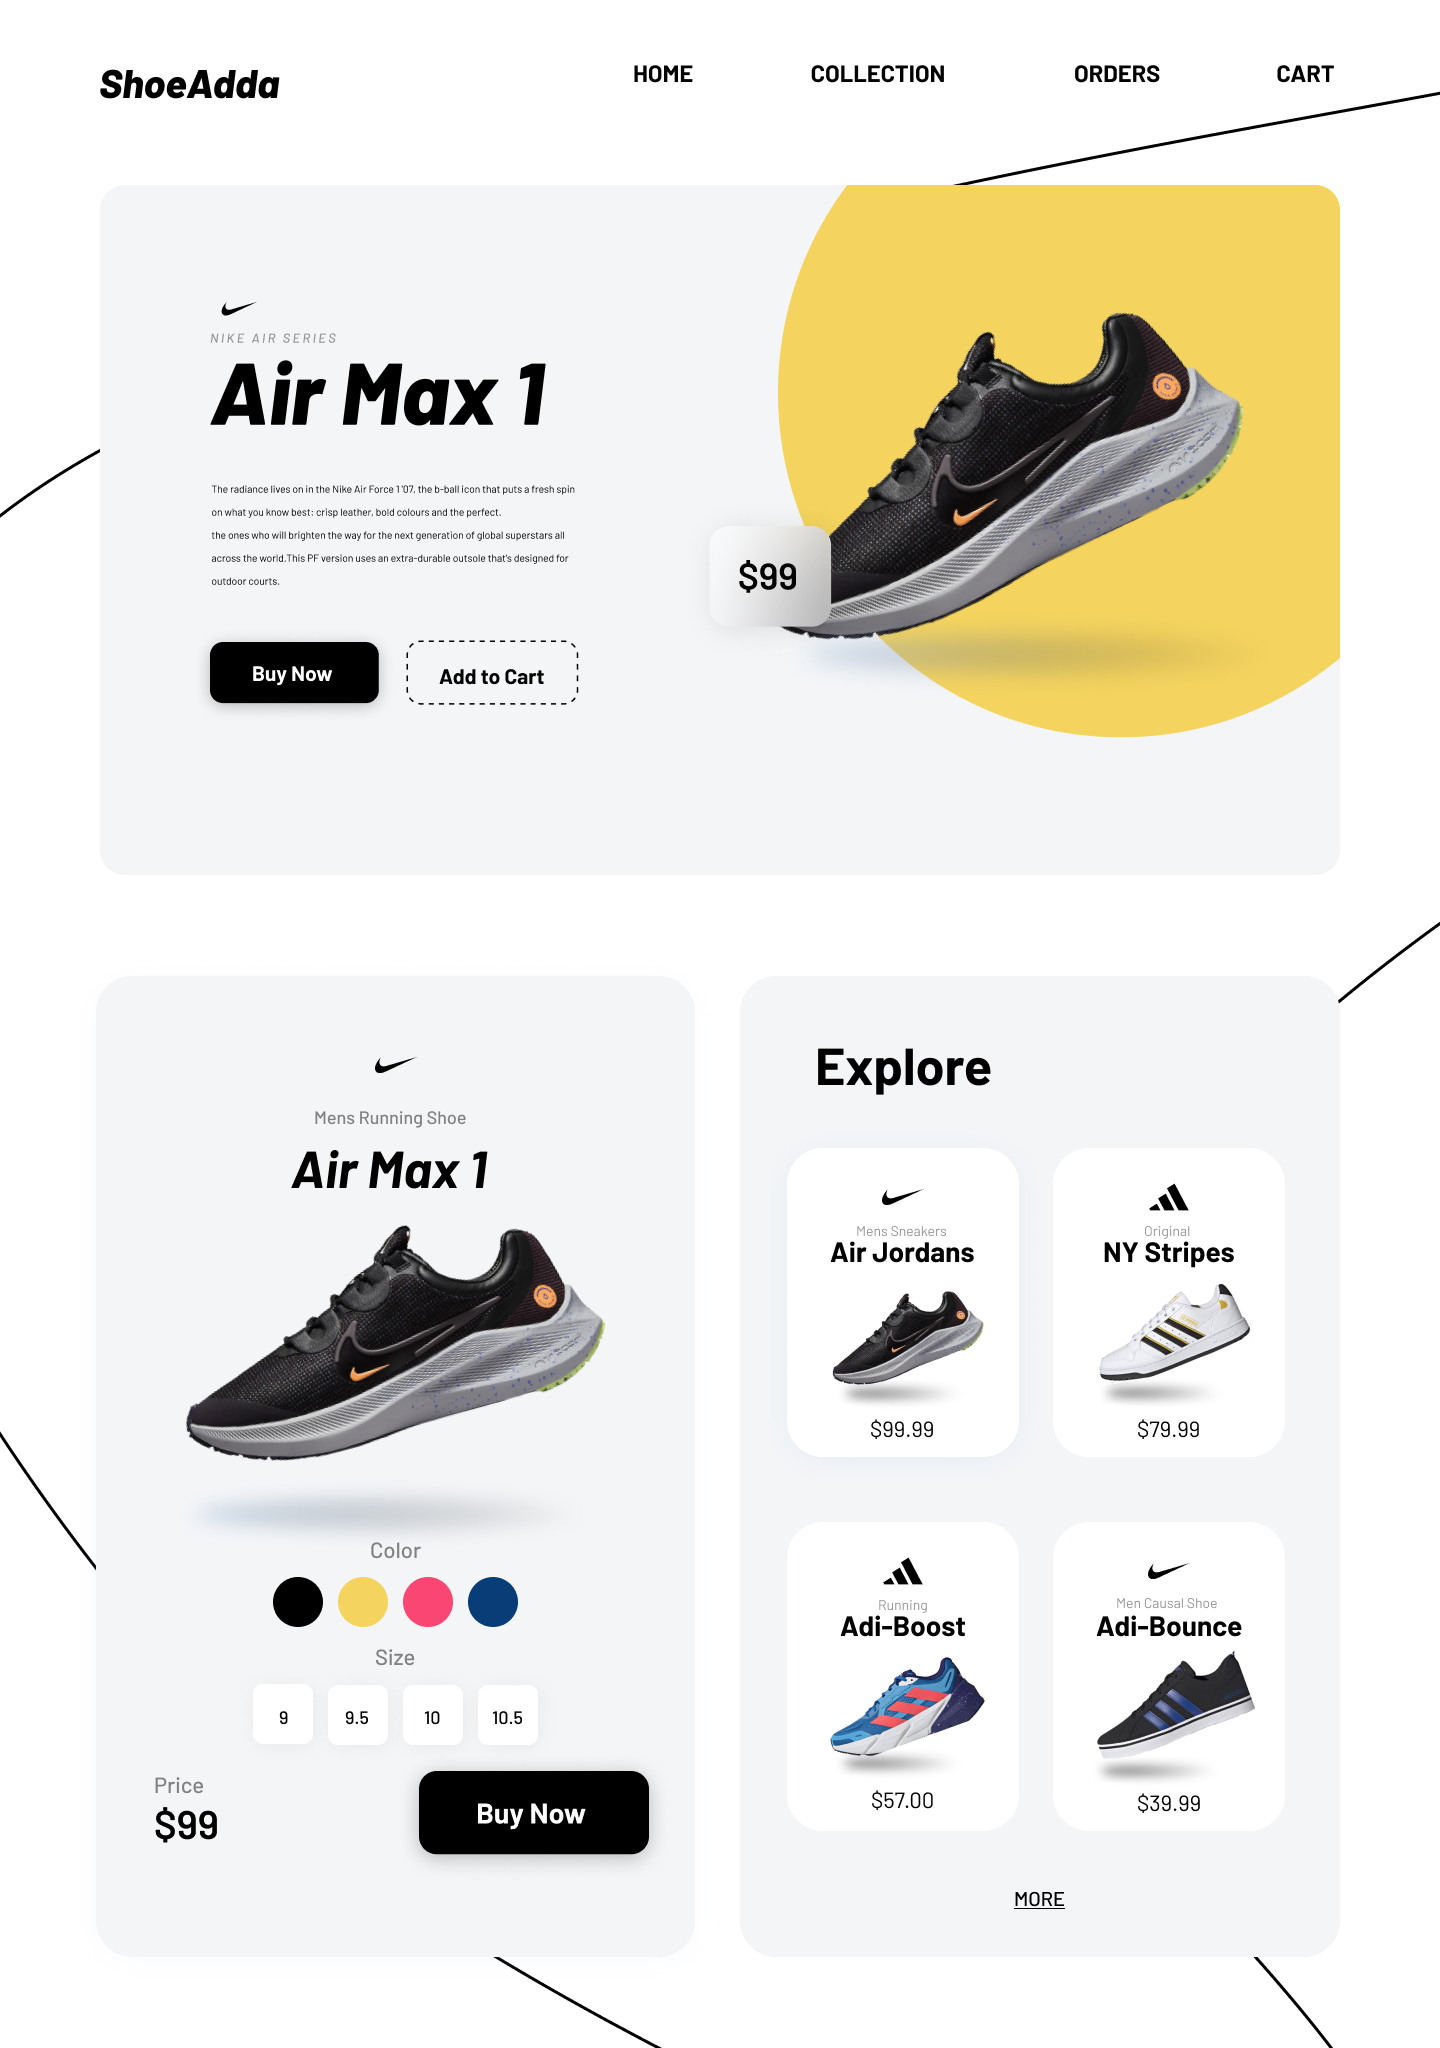 ShoeAdda
HOME
COLLECTION
ORDERS
CART
NIKE AIR SERIES
Air Max 1
The radiance lives on in the Nike Air Force 1 '07, the b-ball icon that puts a fresh spin
on what you know best: crisp leather, bold colours and the perfect.
the ones who will brighten the way for the next generation of global superstars all
across the world.This PF version uses an extra-durable outsole that's designed for
outdoor courts.
$99
Buy Now
Add to Cart
Mens Running Shoe
Air Max 1
Color
Size
9
9.5
10
10.5
Price
$99
Buy Now
Explore
Mens Sneakers
Air Jordans
$99.99
Original
NY Stripes
$79.99
Running
Adi-Boost
$57.00
Men Causal Shoe
Adi-Bounce
$39.99
MORE